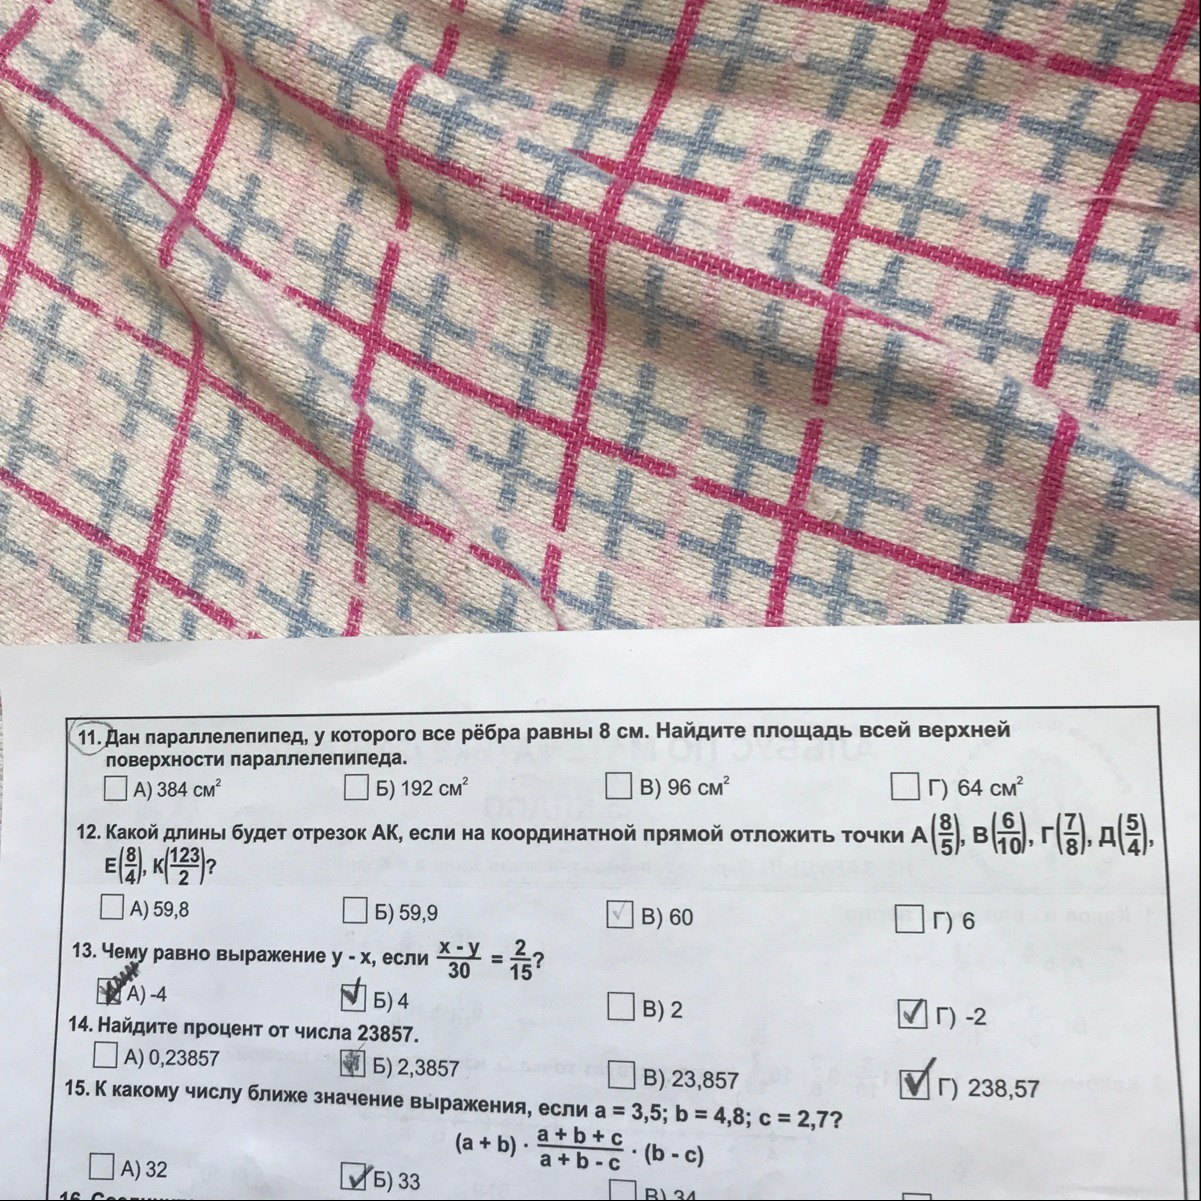 11. Дан параллелепипед, у которого все рёбра равны 8 см. Найдите площадь всей верхней
поверхности параллелепипеда.
А) 384 см² Б) 192 см² В) 96 см² Г) 64 см²
12. Какой длины будет отрезок АК, если на координатной прямой отложить точки А(8/5), В(6/10), Г(7/8), Д(5/4),
Е(8/4), К(123/2)?
А) 59,8 Б) 59,9 В) 60 Г) 6
13. Чему равно выражение у - х, если (х - у)/30 = 2/15?
А) -4 Б) 4 В) 2 Г) -2
14. Найдите процент от числа 23857.
А) 0,23857 Б) 2,3857 В) 23,857 Г) 238,57
15. К какому числу ближе значение выражения, если a = 3,5; b = 4,8; c = 2,7?
(a + b) · (a + b + c)/(a + b - c) · (b - c)
А) 32 Б) 33 В) 34